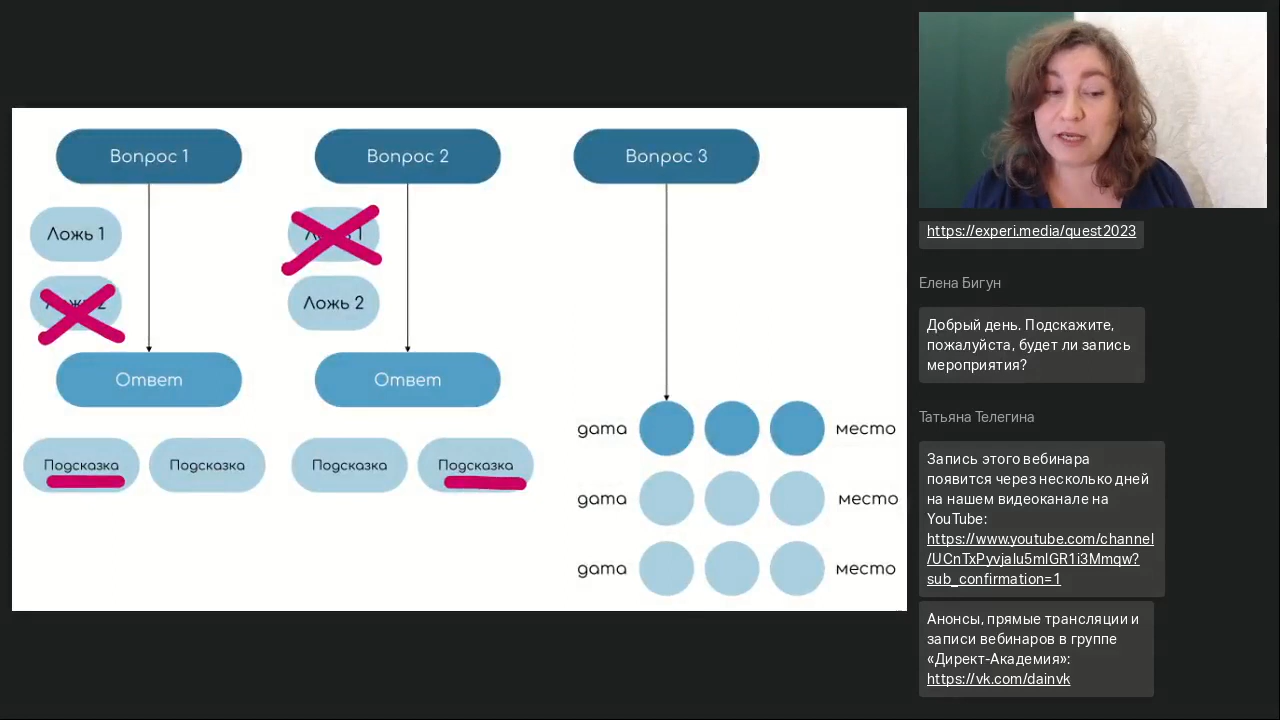 Вопрос 1
Вопрос 2
Вопрос 3
Ложь 1
Ложь 2
Ответ
Ответ
Подсказка
Подсказка
Подсказка
Подсказка
дата
место
дата
место
дата
место
https://experi.media/quest2023
Елена Бигун
Добрый день. Подскажите,
пожалуйста, будет ли запись
мероприятия?
Татьяна Телегина
Запись этого вебинара
появится через несколько дней
на нашем видеоканале на
YouTube:
https://www.youtube.com/channel
/UCnTxPyvjalu5mlGR1i3Mmqw?
sub_confirmation=1
Анонсы, прямые трансляции и
записи вебинаров в группе
«Директ-Академия»:
https://vk.com/dainvk